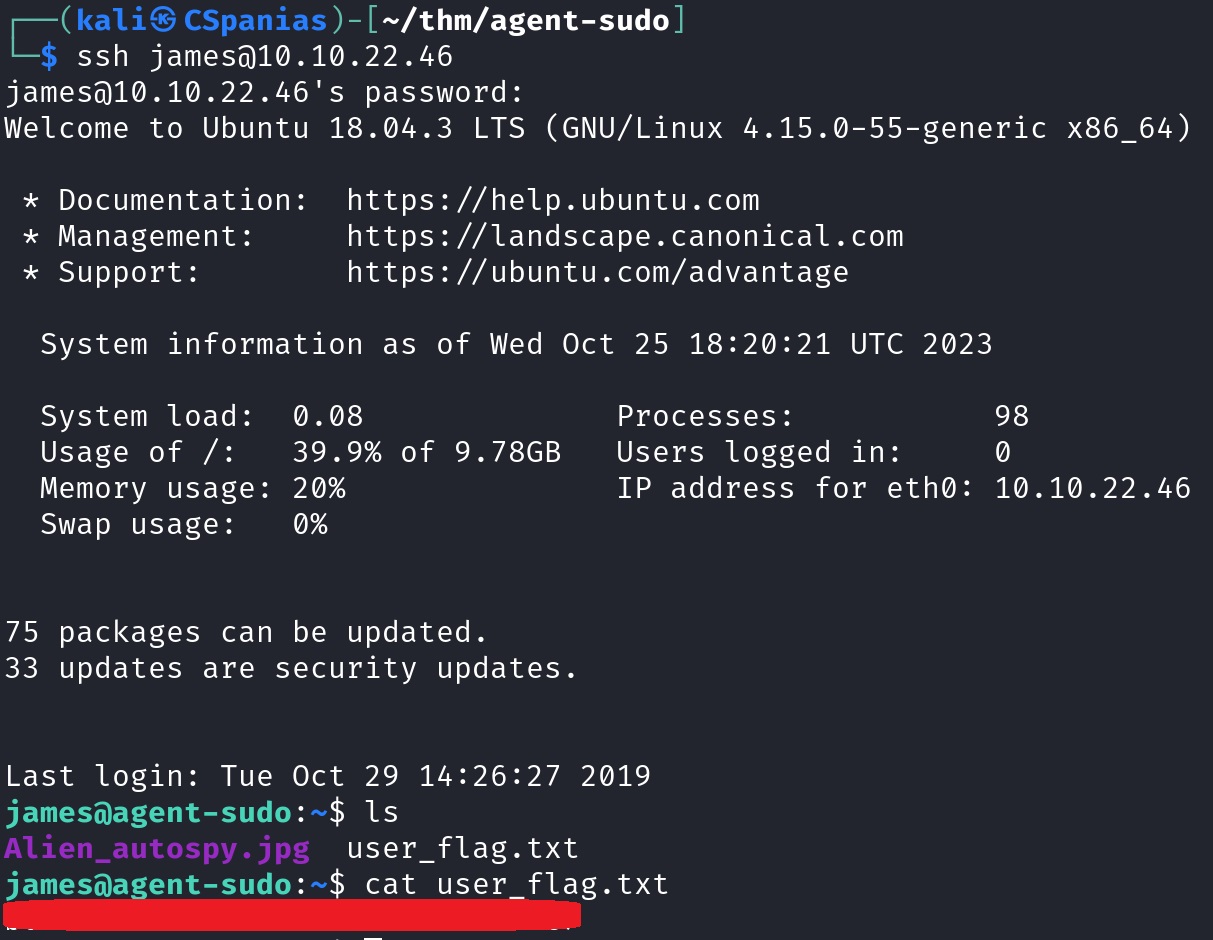 ┌──(kali㉿CSpanias)-[~/thm/agent-sudo]
└─$ ssh james@10.10.22.46
james@10.10.22.46's password:
Welcome to Ubuntu 18.04.3 LTS (GNU/Linux 4.15.0-55-generic x86_64)
* Documentation:  https://help.ubuntu.com
* Management:     https://landscape.canonical.com
* Support:        https://ubuntu.com/advantage
System information as of Wed Oct 25 18:20:21 UTC 2023
System load:  0.08              Processes:           98
Usage of /:   39.9% of 9.78GB   Users logged in:     0
Memory usage: 20%               IP address for eth0: 10.10.22.46
Swap usage:   0%
75 packages can be updated.
33 updates are security updates.
Last login: Tue Oct 29 14:26:27 2019
james@agent-sudo:~$ ls
Alien_autospy.jpg  user_flag.txt
james@agent-sudo:~$ cat user_flag.txt